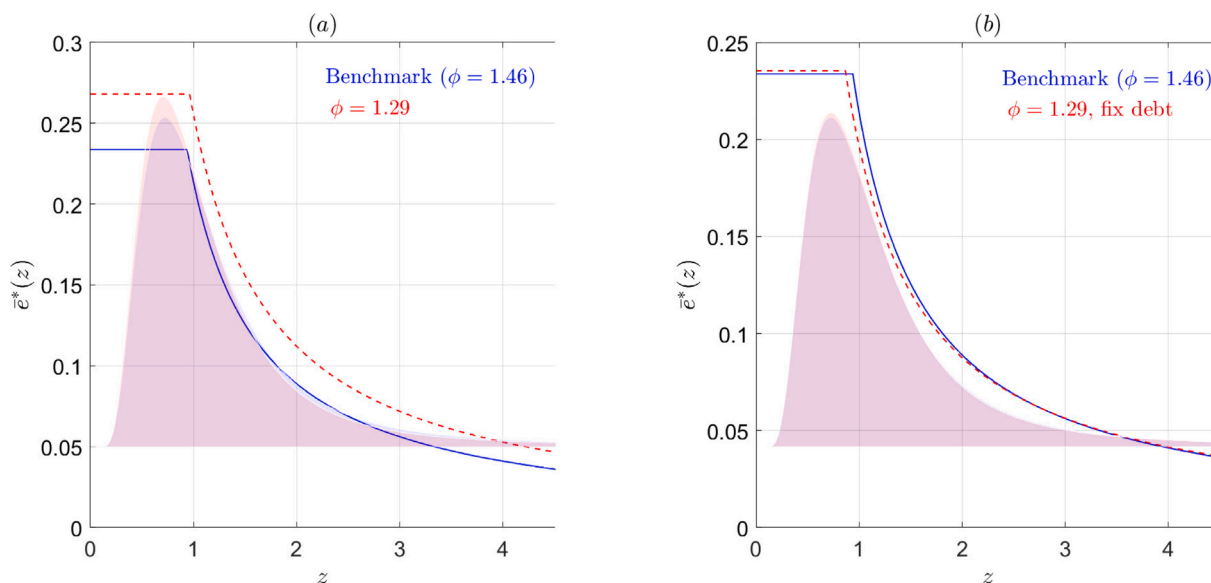 (a)
0.3
0.25
0.2
0.15
0.1
0.05
0
0 1 2 3 4
ē*(z)
z
Benchmark (ϕ = 1.46)
ϕ = 1.29
(b)
0.25
0.2
0.15
0.1
0.05
0
0 1 2 3 4
ē*(z)
z
Benchmark (ϕ = 1.46)
ϕ = 1.29, fix debt